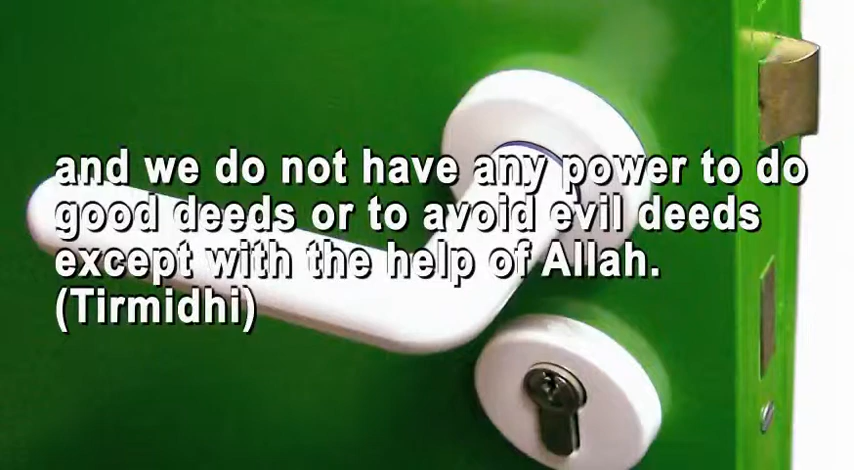 and we do not have any power to do
good deeds or to avoid evil deeds
except with the help of Allah.
(Tirmidhi)